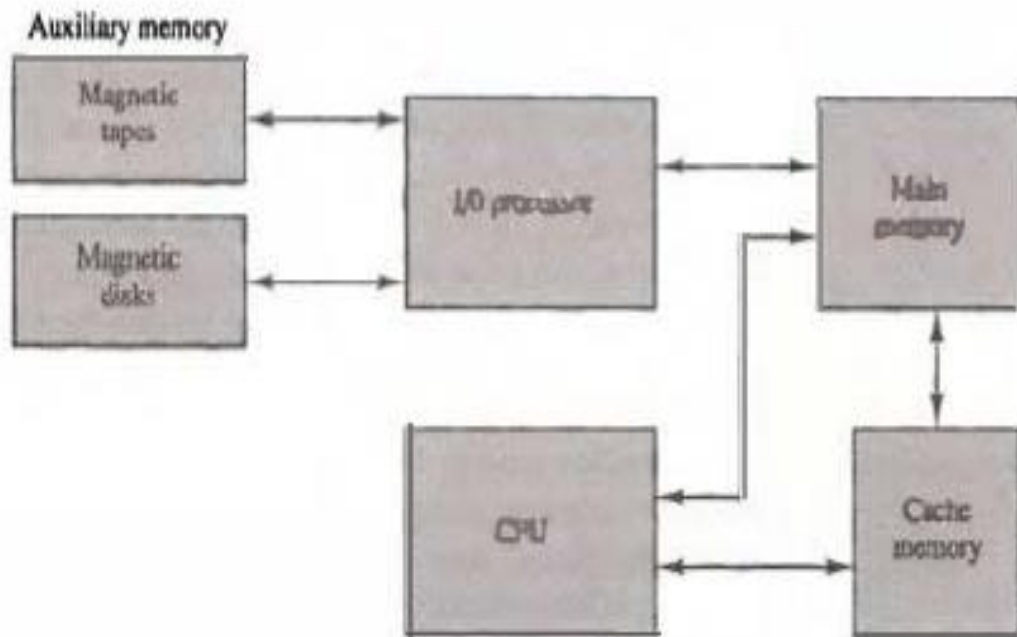 Auxiliary memory
Magnetic
tapes
Magnetic
disks
I/O processor
Main
memory
CPU
Cache
memory